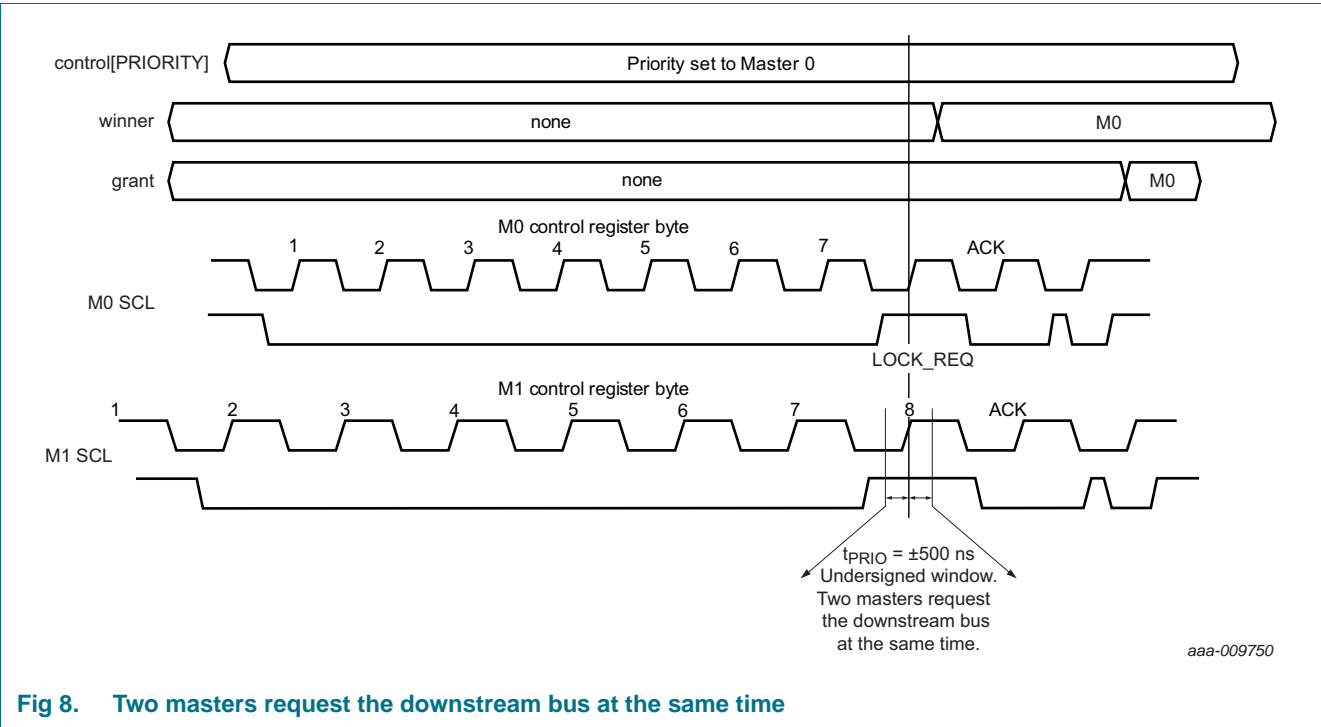 control[PRIORITY]
Priority set to Master 0
winner
none
M0
grant
none
M0
M0 control register byte
1 2 3 4 5 6 7 ACK
M0 SCL
LOCK_REQ
M1 control register byte
1 2 3 4 5 6 7 8 ACK
M1 SCL
tPRIO = ±500 ns
Undersigned window.
Two masters request
the downstream bus
at the same time.
aaa-009750
Fig 8. Two masters request the downstream bus at the same time